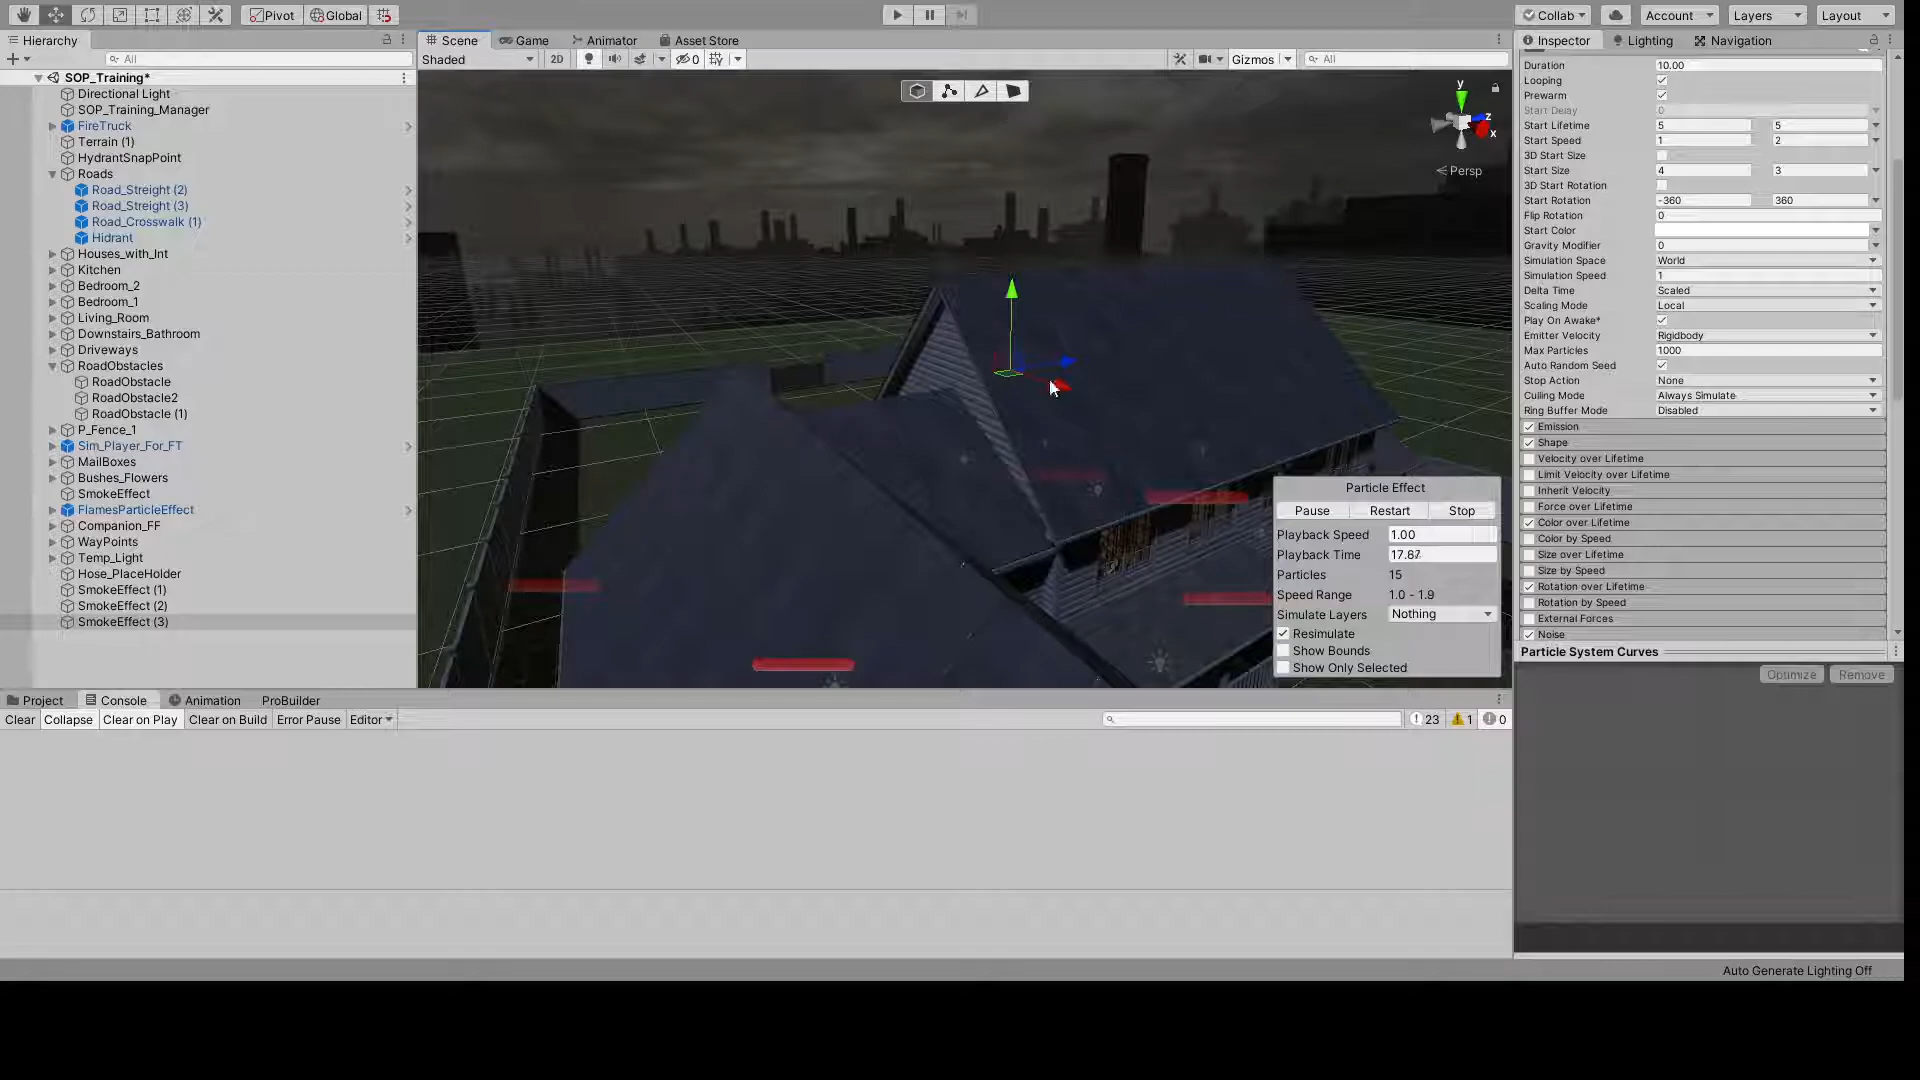 Pivot Global Collab Account Layers Layout
Hierarchy Scene Game Animator Asset Store Inspector Lighting Navigation
All Shaded 2D 0 Gizmos All
SOP_Training*
Directional Light
SOP_Training_Manager
FireTruck
Terrain (1)
HydrantSnapPoint
Roads
Road_Streight (2)
Road_Streight (3)
Road_Crosswalk (1)
Hidrant
Houses_with_Int
Kitchen
Bedroom_2
Bedroom_1
Living_Room
Downstairs_Bathroom
Driveways
RoadObstacles
RoadObstacle
RoadObstacle2
RoadObstacle (1)
P_Fence_1
Sim_Player_For_FT
MailBoxes
Bushes_Flowers
SmokeEffect
FlamesParticleEffect
Companion_FF
WayPoints
Temp_Light
Hose_PlaceHolder
SmokeEffect (1)
SmokeEffect (2)
SmokeEffect (3)
y
z
x
Persp
Particle Effect
Pause Restart Stop
Playback Speed 1.00
Playback Time 17.87
Particles 15
Speed Range 1.0 - 1.9
Simulate Layers Nothing
Resimulate
Show Bounds
Show Only Selected
Duration 10.00
Looping
Prewarm
Start Delay 0
Start Lifetime 5 5
Start Speed 1 2
3D Start Size
Start Size 4 3
3D Start Rotation
Start Rotation -360 360
Flip Rotation 0
Start Color
Gravity Modifier 0
Simulation Space World
Simulation Speed 1
Delta Time Scaled
Scaling Mode Local
Play On Awake*
Emitter Velocity Rigidbody
Max Particles 1000
Auto Random Seed
Stop Action None
Culling Mode Always Simulate
Ring Buffer Mode Disabled
Emission
Shape
Velocity over Lifetime
Limit Velocity over Lifetime
Inherit Velocity
Force over Lifetime
Color over Lifetime
Color by Speed
Size over Lifetime
Size by Speed
Rotation over Lifetime
Rotation by Speed
External Forces
Noise
Particle System Curves
Optimize Remove
Project Console Animation ProBuilder
Clear Collapse Clear on Play Clear on Build Error Pause Editor 23 1 0
Auto Generate Lighting Off